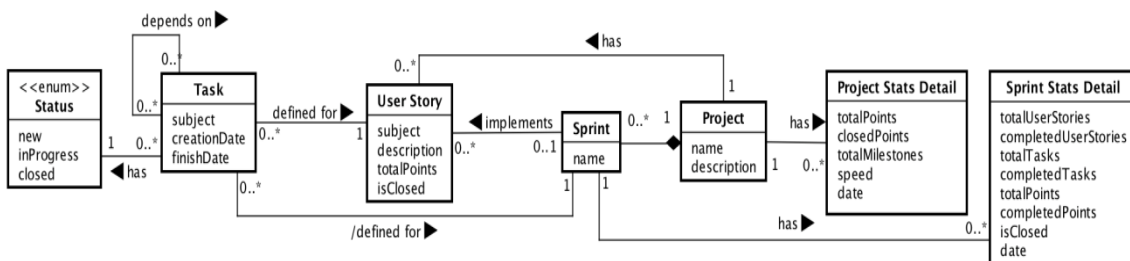 depends on ▶
0..*
0..*
<<enum>>
Status
new
inProgress
closed
1
0..*
◀ has
Task
subject
creationDate
finishDate
defined for ▶
0..*
1
0..*
/defined for ▶
1
User Story
subject
description
totalPoints
isClosed
0..*
◀ has
1
◀ implements
0..*
0..1
Sprint
name
0..*
1
Project
name
description
has ▶
1
0..*
Project Stats Detail
totalPoints
closedPoints
totalMilestones
speed
date
1
has ▶
0..*
Sprint Stats Detail
totalUserStories
completedUserStories
totalTasks
completedTasks
totalPoints
completedPoints
isClosed
date